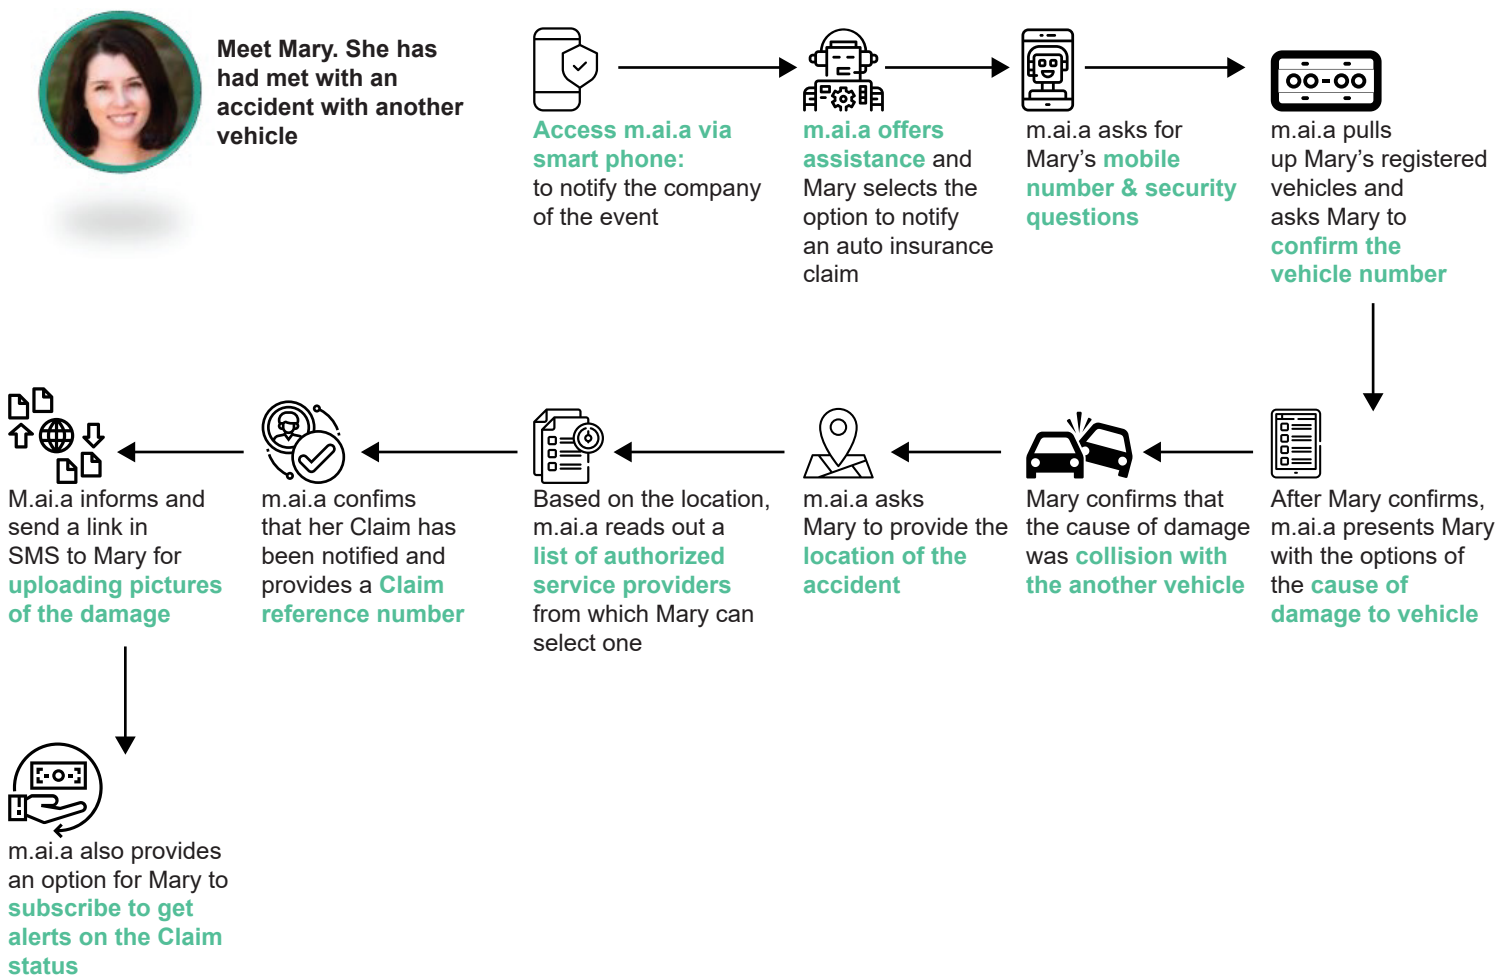 Meet Mary. She has
had met with an
accident with another
vehicle
Access m.ai.a via
smart phone:
to notify the company
of the event
m.ai.a offers
assistance and
Mary selects the
option to notify
an auto insurance
claim
m.ai.a asks for
Mary’s mobile
number & security
questions
m.ai.a pulls
up Mary’s registered
vehicles and
asks Mary to
confirm the
vehicle number
After Mary confirms,
m.ai.a presents Mary
with the options of
the cause of
damage to vehicle
Mary confirms that
the cause of damage
was collision with
the another vehicle
m.ai.a asks
Mary to provide the
location of the
accident
Based on the location,
m.ai.a reads out a
list of authorized
service providers
from which Mary can
select one
m.ai.a confims
that her Claim has
been notified and
provides a Claim
reference number
M.ai.a informs and
send a link in
SMS to Mary for
uploading pictures
of the damage
m.ai.a also provides
an option for Mary to
subscribe to get
alerts on the Claim
status